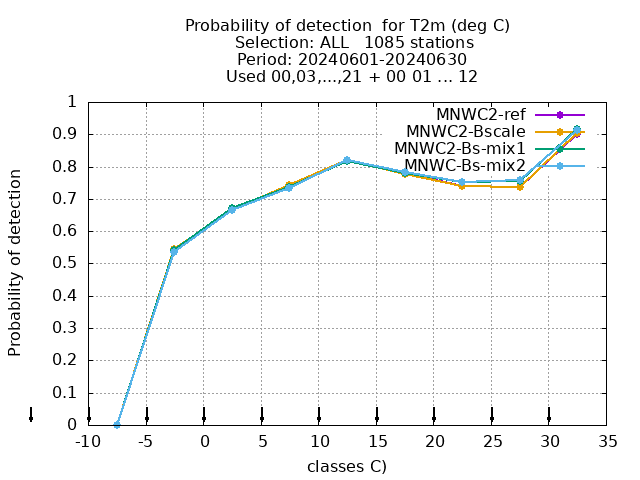 Probability of detection  for T2m (deg C)
Selection: ALL   1085 stations
Period: 20240601-20240630
Used 00,03,...,21 + 00 01 ... 12
MNWC2-ref
MNWC2-Bscale
MNWC2-Bs-mix1
MNWC-Bs-mix2
Probability of detection
1
0.9
0.8
0.7
0.6
0.5
0.4
0.3
0.2
0.1
0
-10 -5 0 5 10 15 20 25 30 35
classes C)